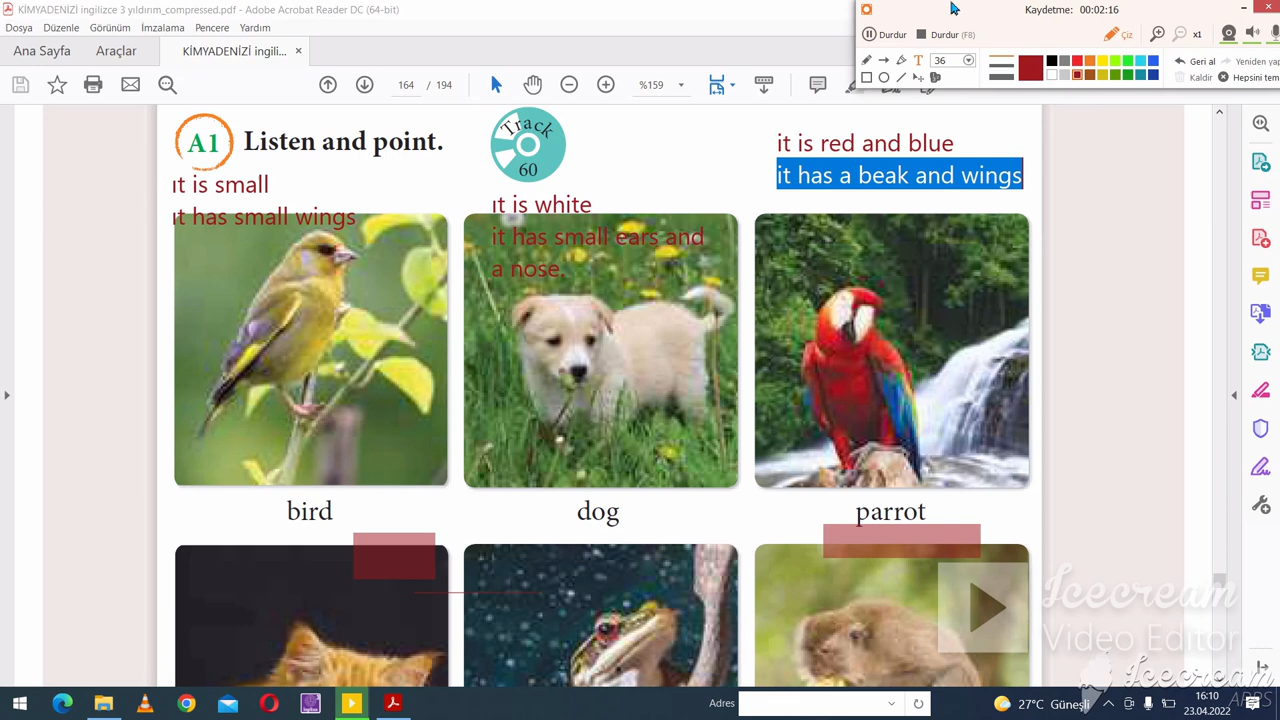 KİMYADENİZİ ingilizce 3 yıldırım_compressed.pdf - Adobe Acrobat Reader DC (64-bit)
Kaydetme: 00:02:16
Dosya Düzenle Görünüm İmzalama Pencere Yardım
Durdur Durdur (F8) Çiz x1
Ana Sayfa Araçlar KİMYADENİZİ ingili... ×
36 Geri al Yeniden yap
Kaldır Hepsini tem
164 / 194 %159
A1 Listen and point.
Track
60
it is red and blue
it has a beak and wings
ıt is small
ıt has small wings
ıt is white
it has small ears and
a nose.
bird dog parrot
Icecream
Video Editor
Icecream
APPS
Adres
27°C Güneşli
16:10
23.04.2022